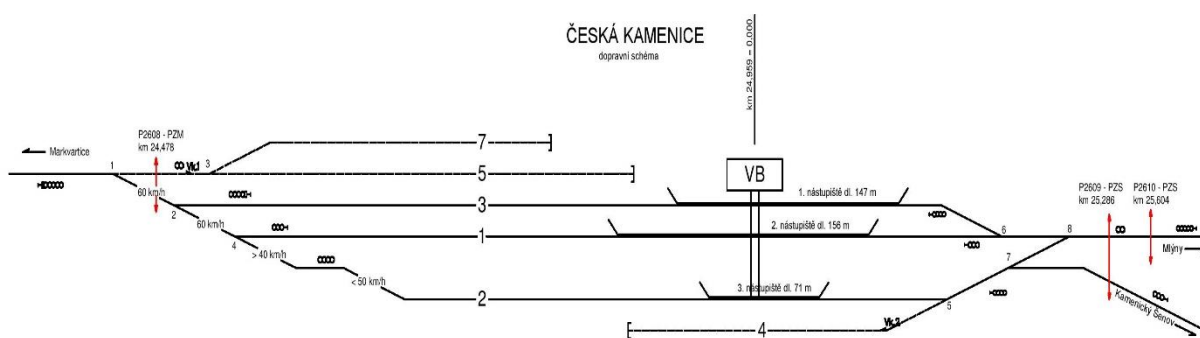 ČESKÁ KAMENICE
dopravní schéma
km 24,959 = 0,000
P2608 - PZM
km 24,478
Markvartice
1
Vk.1
3
7
5
VB
1. nástupiště dl. 147 m
P2609 - PZS
km 25,286
P2610 - PZS
km 25,604
60 km/h
2
3
60 km/h
4
1
2. nástupiště dl. 156 m
6
8
Mlýny
> 40 km/h
< 50 km/h
7
2
3. nástupiště dl. 71 m
5
Kamenický Šenov
4
Vk.2